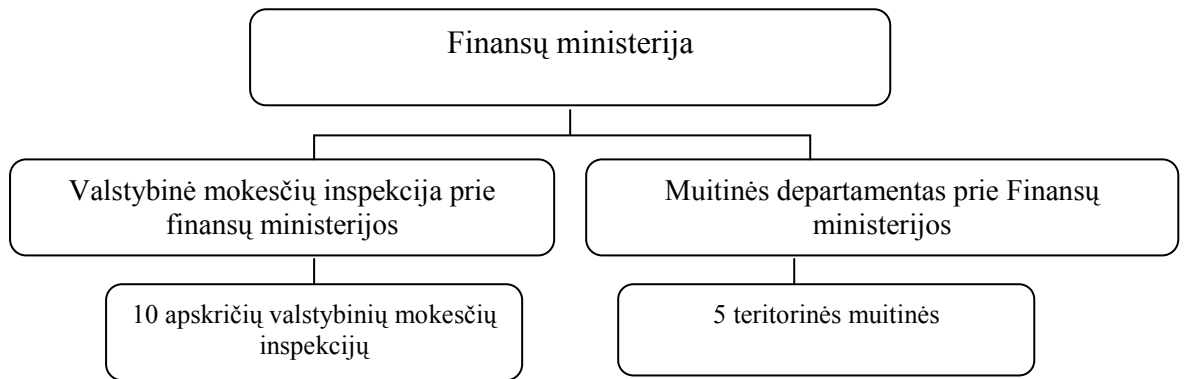 Finansų ministerija
Valstybinė mokesčių inspekcija prie
finansų ministerijos
Muitinės departamentas prie Finansų
ministerijos
10 apskričių valstybinių mokesčių
inspekcijų
5 teritorinės muitinės